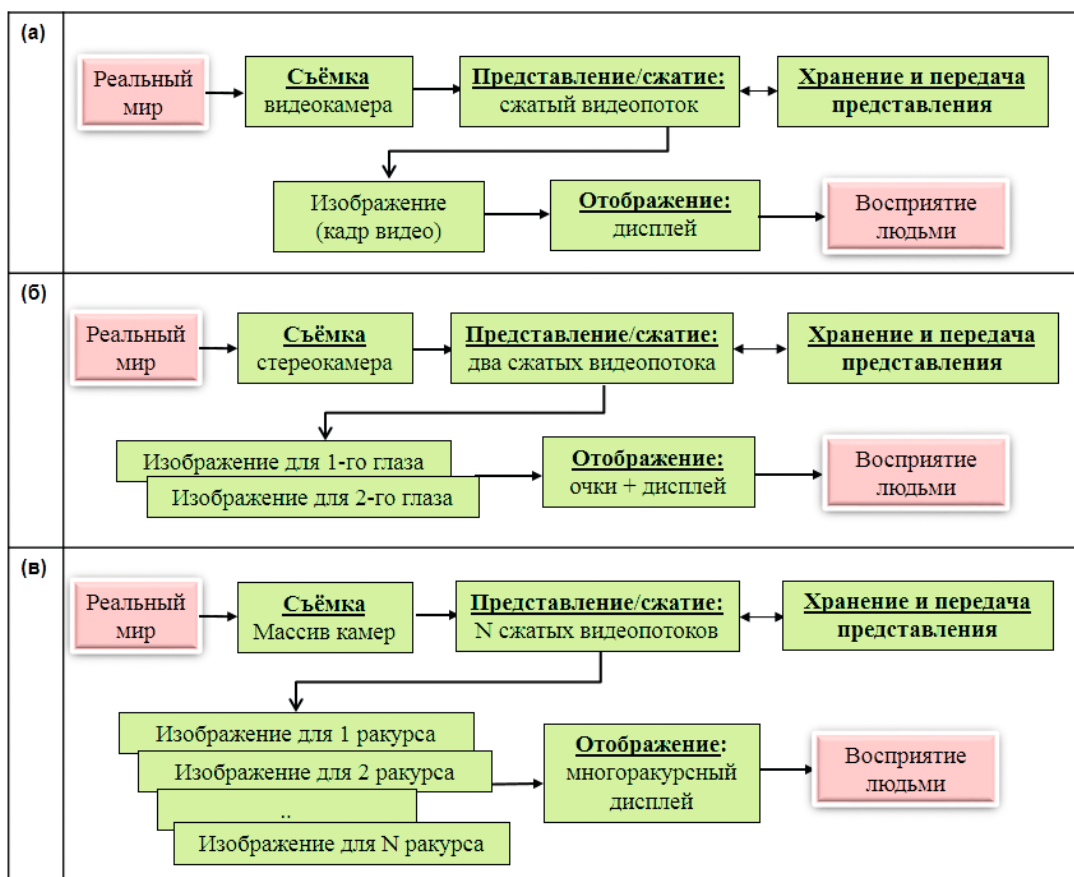 (а)
Реальный
мир
Съёмка
видеокамера
Представление/сжатие:
сжатый видеопоток
Хранение и передача
представления
Изображение
(кадр видео)
Отображение:
дисплей
Восприятие
людьми
(б)
Реальный
мир
Съёмка
стереокамера
Представление/сжатие:
два сжатых видеопотока
Хранение и передача
представления
Изображение для 1-го глаза
Изображение для 2-го глаза
Отображение:
очки + дисплей
Восприятие
людьми
(в)
Реальный
мир
Съёмка
Массив камер
Представление/сжатие:
N сжатых видеопотоков
Хранение и передача
представления
Изображение для 1 ракурса
Изображение для 2 ракурса
..
Изображение для N ракурса
Отображение:
многоракурсный
дисплей
Восприятие
людьми